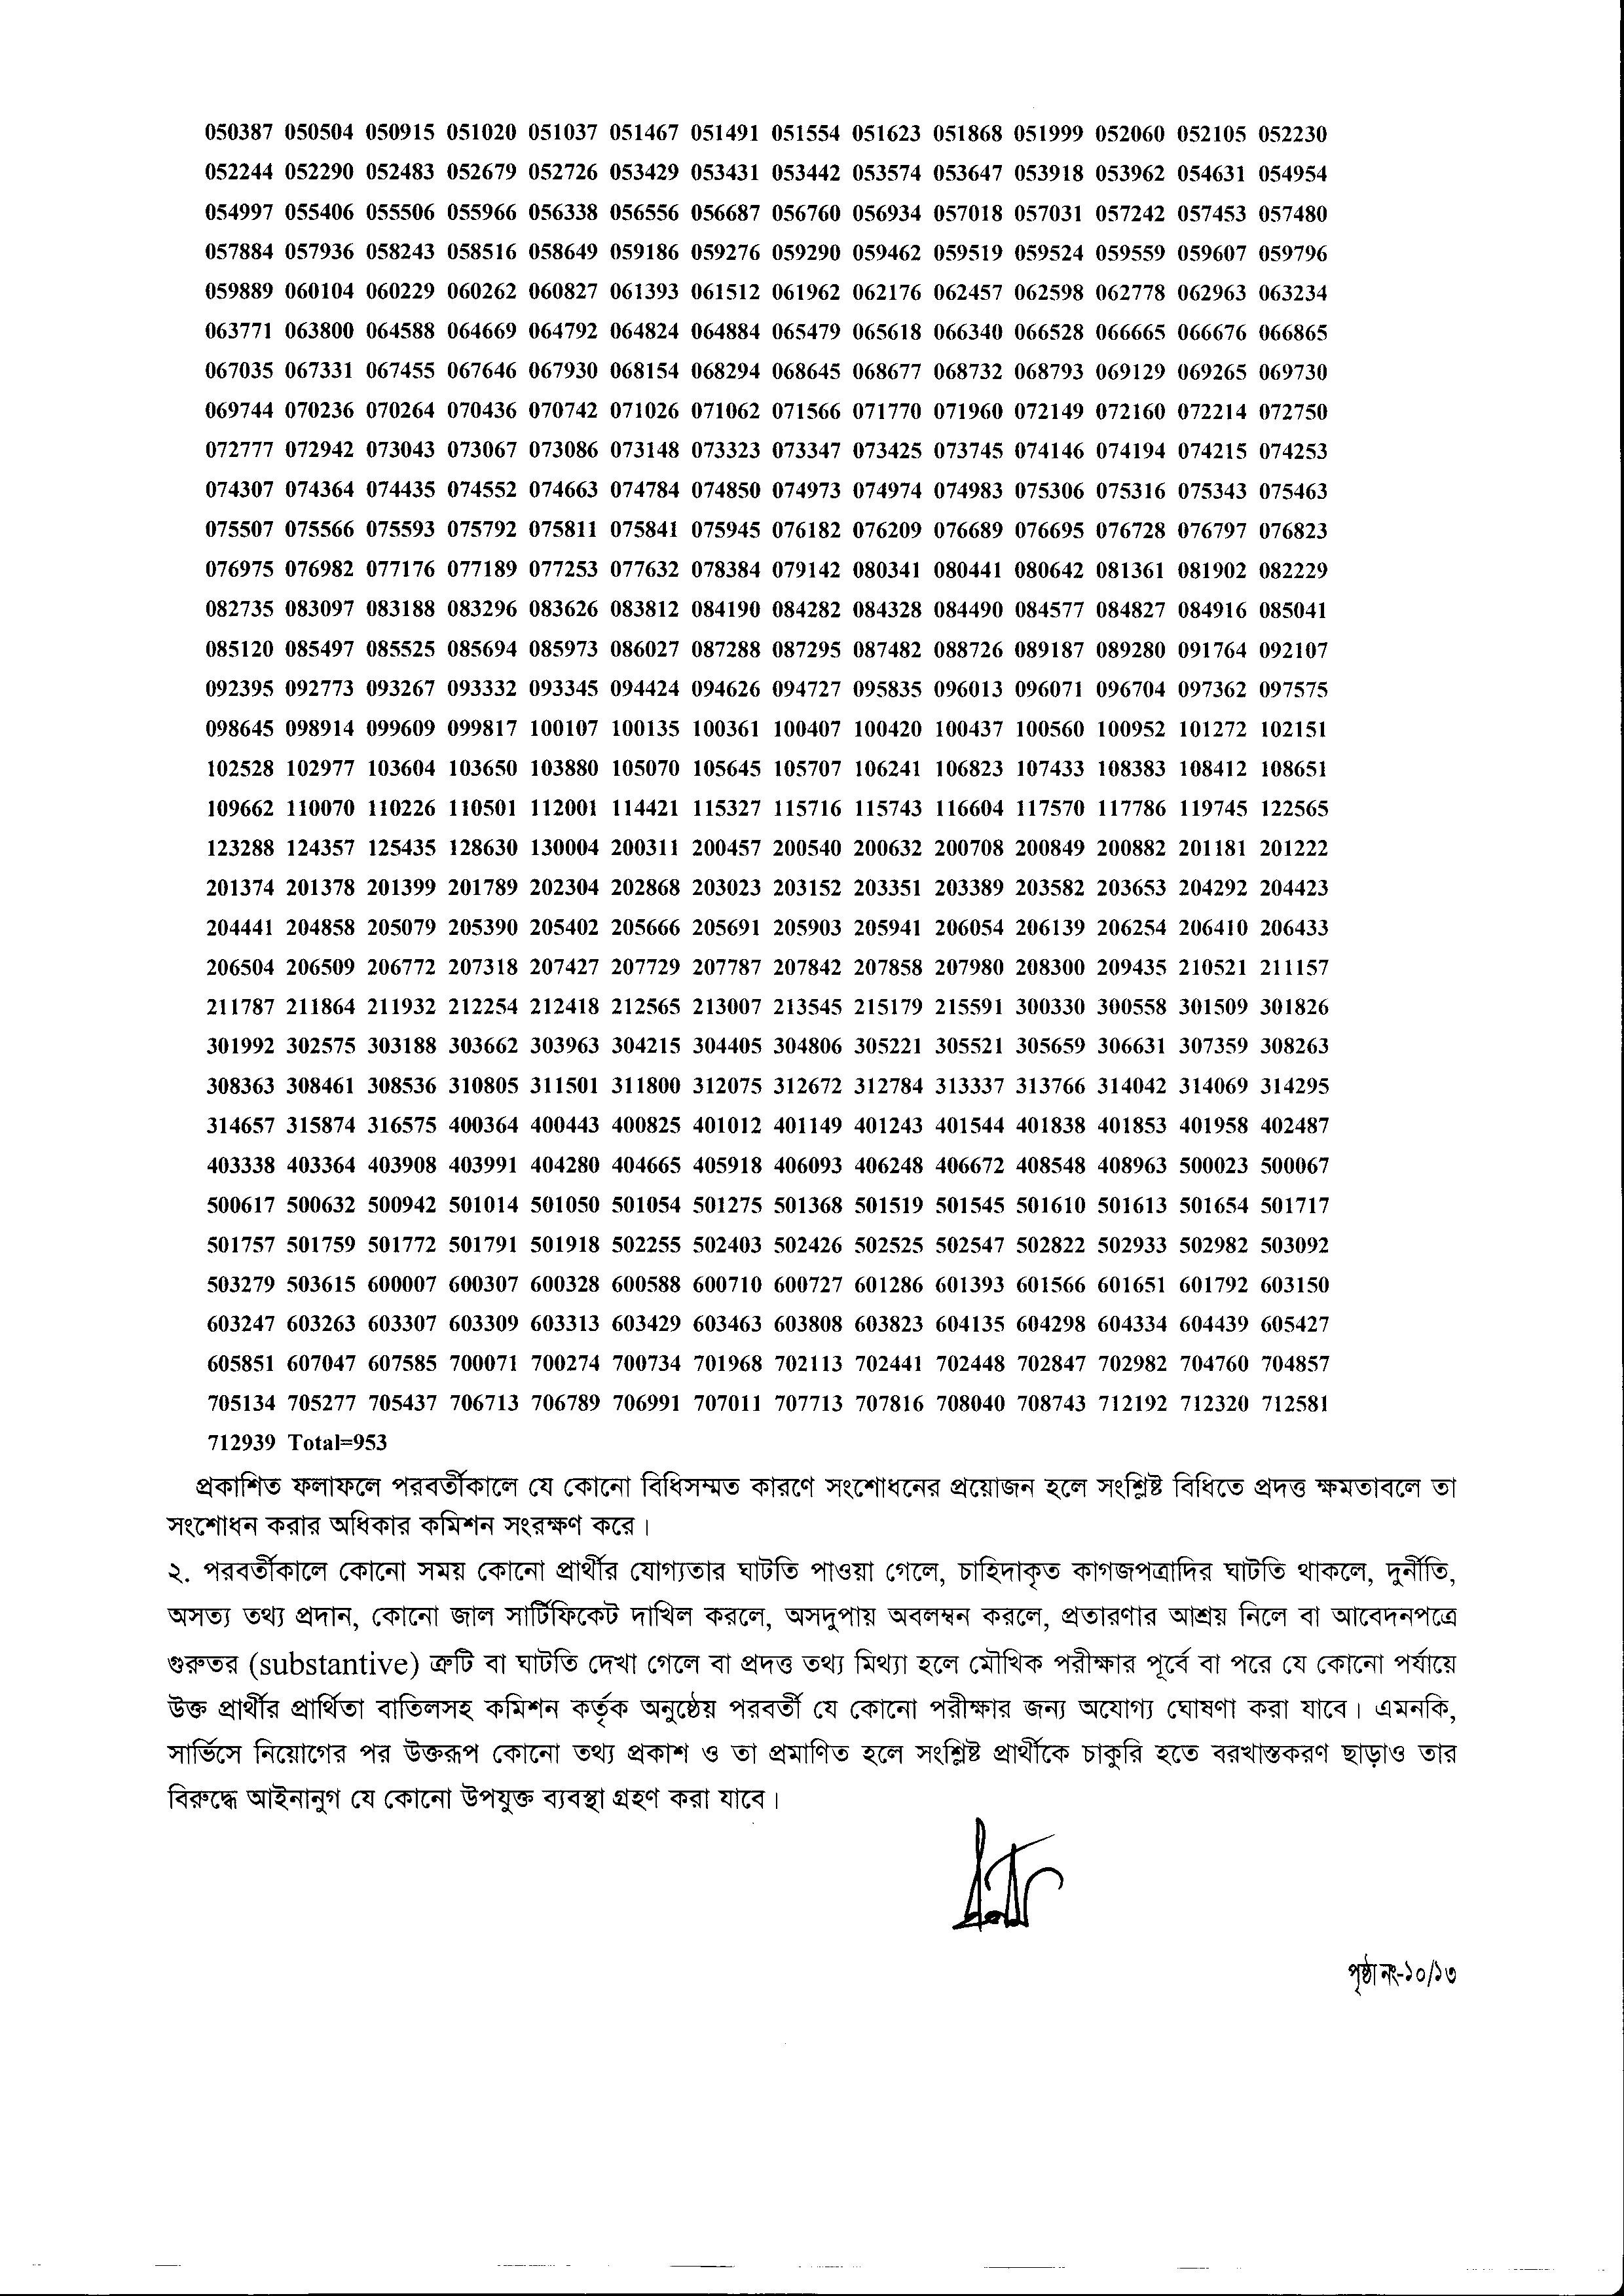 050387 050504 050915 051020 051037 051467 051491 051554 051623 051868 051999 052060 052105 052230
052244 052290 052483 052679 052726 053429 053431 053442 053574 053647 053918 053962 054631 054954
054997 055406 055506 055966 056338 056556 056687 056760 056934 057018 057031 057242 057453 057480
057884 057936 058243 058516 058649 059186 059276 059290 059462 059519 059524 059559 059607 059796
059889 060104 060229 060262 060827 061393 061512 061962 062176 062457 062598 062778 062963 063234
063771 063800 064588 064669 064792 064824 064884 065479 065618 066340 066528 066665 066676 066865
067035 067331 067455 067646 067930 068154 068294 068645 068677 068732 068793 069129 069265 069730
069744 070236 070264 070436 070742 071026 071062 071566 071770 071960 072149 072160 072214 072750
072777 072942 073043 073067 073086 073148 073323 073347 073425 073745 074146 074194 074215 074253
074307 074364 074435 074552 074663 074784 074850 074973 074974 074983 075306 075316 075343 075463
075507 075566 075593 075792 075811 075841 075945 076182 076209 076689 076695 076728 076797 076823
076975 076982 077176 077189 077253 077632 078384 079142 080341 080441 080642 081361 081902 082229
082735 083097 083188 083296 083626 083812 084190 084282 084328 084490 084577 084827 084916 085041
085120 085497 085525 085694 085973 086027 087288 087295 087482 088726 089187 089280 091764 092107
092395 092773 093267 093332 093345 094424 094626 094727 095835 096013 096071 096704 097362 097575
098645 098914 099609 099817 100107 100135 100361 100407 100420 100437 100560 100952 101272 102151
102528 102977 103604 103650 103880 105070 105645 105707 106241 106823 107433 108383 108412 108651
109662 110070 110226 110501 112001 114421 115327 115716 115743 116604 117570 117786 119745 122565
123288 124357 125435 128630 130004 200311 200457 200540 200632 200708 200849 200882 201181 201222
201374 201378 201399 201789 202304 202868 203023 203152 203351 203389 203582 203653 204292 204423
204441 204858 205079 205390 205402 205666 205691 205903 205941 206054 206139 206254 206410 206433
206504 206509 206772 207318 207427 207729 207787 207842 207858 207980 208300 209435 210521 211157
211787 211864 211932 212254 212418 212565 213007 213545 215179 215591 300330 300558 301509 301826
301992 302575 303188 303662 303963 304215 304405 304806 305221 305521 305659 306631 307359 308263
308363 308461 308536 310805 311501 311800 312075 312672 312784 313337 313766 314042 314069 314295
314657 315874 316575 400364 400443 400825 401012 401149 401243 401544 401838 401853 401958 402487
403338 403364 403908 403991 404280 404665 405918 406093 406248 406672 408548 408963 500023 500067
500617 500632 500942 501014 501050 501054 501275 501368 501519 501545 501610 501613 501654 501717
501757 501759 501772 501791 501918 502255 502403 502426 502525 502547 502822 502933 502982 503092
503279 503615 600007 600307 600328 600588 600710 600727 601286 601393 601566 601651 601792 603150
603247 603263 603307 603309 603313 603429 603463 603808 603823 604135 604298 604334 604439 605427
605851 607047 607585 700071 700274 700734 701968 702113 702441 702448 702847 702982 704760 704857
705134 705277 705437 706713 706789 706991 707011 707713 707816 708040 708743 712192 712320 712581
712939 Total=953
প্রকাশিত ফলাফলে পরবর্তীকালে যে কোনো বিধিসম্মত কারণে সংশোধনের প্রয়োজন হলে সংশ্লিষ্ট বিধিতে প্রদত্ত ক্ষমতাবলে তা
সংশোধন করার অধিকার কমিশন সংরক্ষণ করে।
২. পরবর্তীকালে কোনো সময় কোনো প্রার্থীর যোগ্যতার ঘাটতি পাওয়া গেলে, চাহিদাকৃত কাগজপত্রাদির ঘাটতি থাকলে, দুর্নীতি,
অসত্য তথ্য প্রদান, কোনো জাল সার্টিফিকেট দাখিল করলে, অসদুপায় অবলম্বন করলে, প্রতারণার আশ্রয় নিলে বা আবেদনপত্রে
গুরুতর (substantive) ত্রুটি বা ঘাটতি দেখা গেলে বা প্রদত্ত তথ্য মিথ্যা হলে মৌখিক পরীক্ষার পূর্বে বা পরে যে কোনো পর্যায়ে
উক্ত প্রার্থীর প্রার্থিতা বাতিলসহ কমিশন কর্তৃক অনুষ্ঠেয় পরবর্তী যে কোনো পরীক্ষার জন্য অযোগ্য ঘোষণা করা যাবে। এমনকি,
সার্ভিসে নিয়োগের পর উক্তরূপ কোনো তথ্য প্রকাশ ও তা প্রমাণিত হলে সংশ্লিষ্ট প্রার্থীকে চাকুরি হতে বরখাস্তকরণ ছাড়াও তার
বিরুদ্ধে আইনানুগ যে কোনো উপযুক্ত ব্যবস্থা গ্রহণ করা যাবে।
পৃষ্ঠা নং-১০/১৩